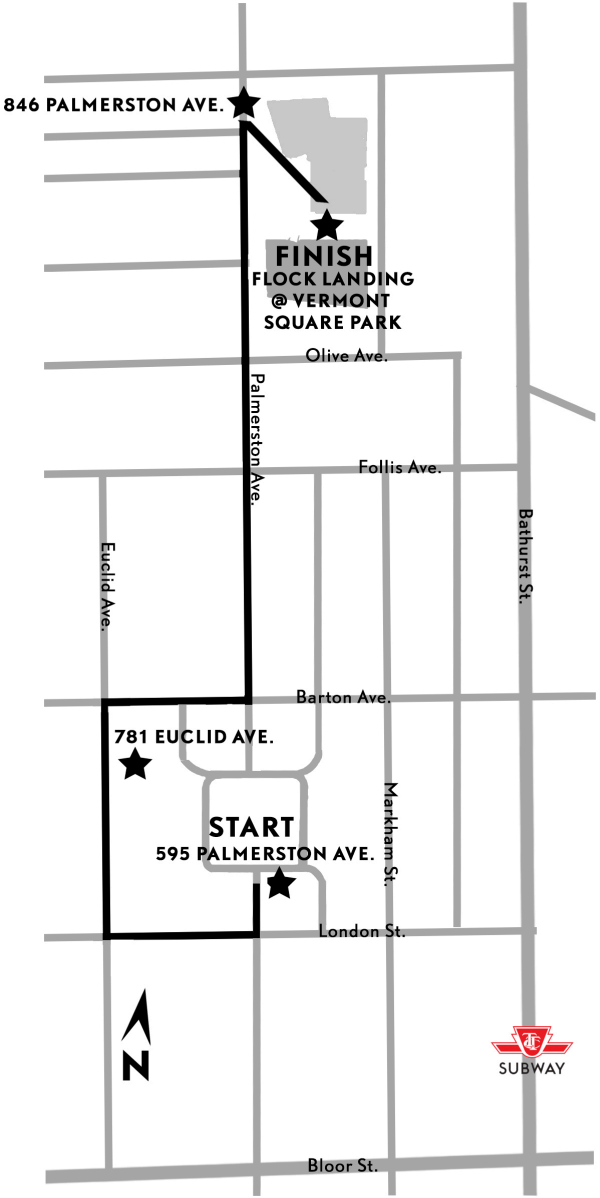 846 PALMERSTON AVE.
FINISH
FLOCK LANDING
@ VERMONT
SQUARE PARK
Olive Ave.
Palmerston Ave.
Follis Ave.
Bathurst St.
Euclid Ave.
Barton Ave.
781 EUCLID AVE.
Markham St.
START
595 PALMERSTON AVE.
London St.
N
TTC
SUBWAY
Bloor St.